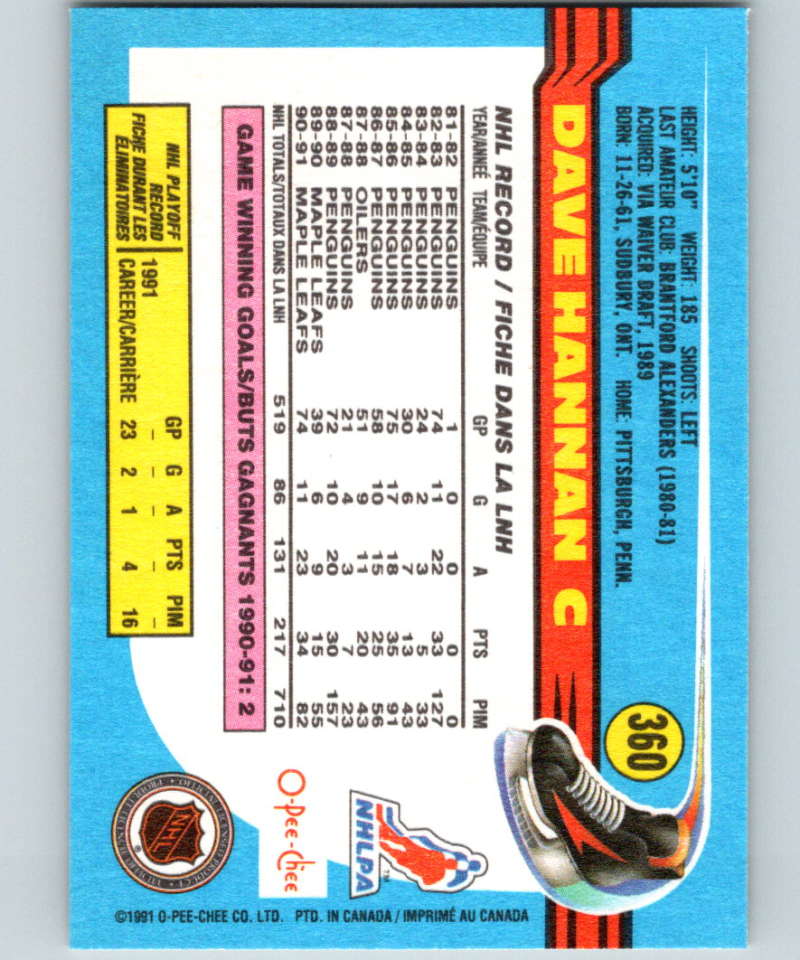 360
HEIGHT: 5'10" WEIGHT: 185 SHOOTS: LEFT
LAST AMATEUR CLUB: BRANTFORD ALEXANDERS (1980-81)
ACQUIRED: VIA WAIVER DRAFT, 1989
BORN: 11-26-61, SUDBURY, ONT. HOME: PITTSBURGH, PENN.
DAVE HANNAN C
NHL RECORD / FICHE DANS LA LNH
YEAR/ANNÉE TEAM/ÉQUIPE GP G A PTS PIM
81-82 PENGUINS 1 0 0 0 0
82-83 PENGUINS 74 11 22 33 127
83-84 PENGUINS 24 2 3 5 33
84-85 PENGUINS 30 6 7 13 43
85-86 PENGUINS 75 17 18 35 91
86-87 PENGUINS 58 10 15 25 56
87-88 OILERS 51 9 11 20 43
87-88 PENGUINS 21 4 3 7 23
88-89 PENGUINS 72 10 20 30 157
89-90 MAPLE LEAFS 39 6 9 15 55
90-91 MAPLE LEAFS 74 11 23 34 82
NHL TOTALS/TOTAUX DANS LA LNH 519 86 131 217 710
GAME WINNING GOALS/BUTS GAGNANTS 1990-91: 2
NHL PLAYOFF
RECORD
FICHE DURANT LES
ÉLIMINATOIRES
GP G A PTS PIM
1991 – – – – –
CAREER/CARRIÈRE 23 2 1 4 16
NHLPA
TM
O-Pee-Chee
NHL
®
©1991 O-PEE-CHEE CO. LTD. PTD. IN CANADA / IMPRIMÉ AU CANADA